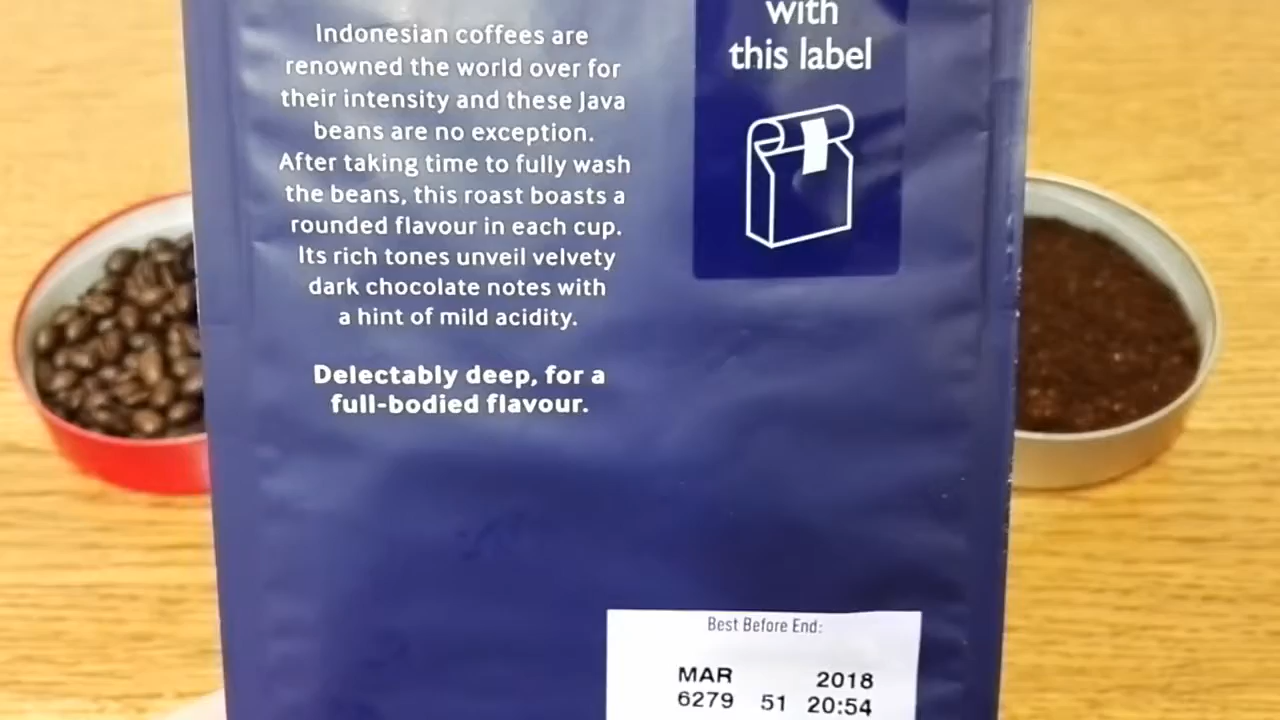 Indonesian coffees are
renowned the world over for
their intensity and these Java
beans are no exception.
After taking time to fully wash
the beans, this roast boasts a
rounded flavour in each cup.
Its rich tones unveil velvety
dark chocolate notes with
a hint of mild acidity.
Delectably deep, for a
full-bodied flavour.
with
this label
Best Before End:
MAR 2018
6279 51 20:54